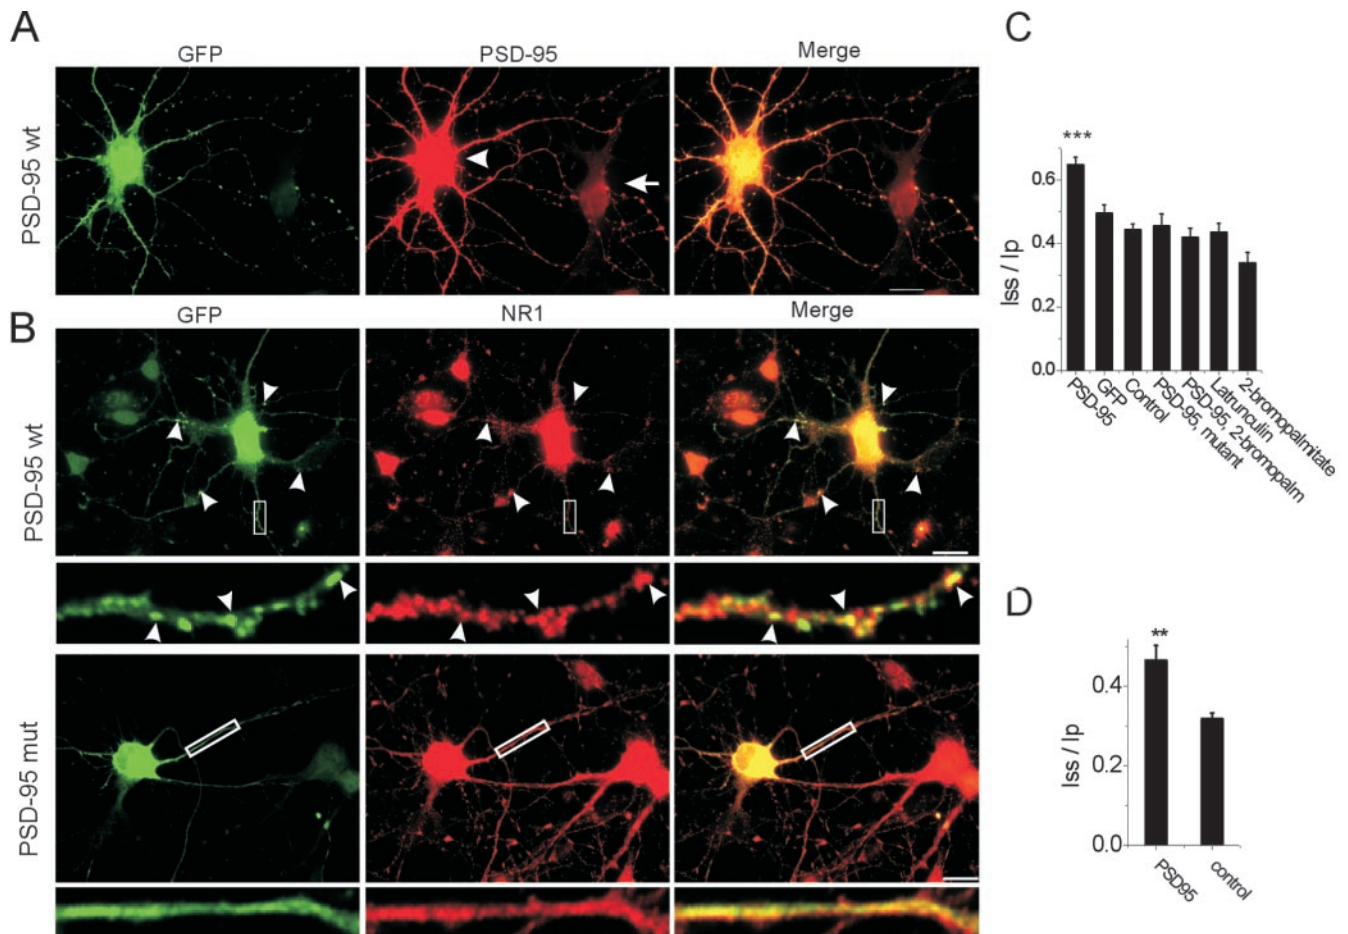 A
GFP
PSD-95
Merge
PSD-95 wt
B
GFP
NR1
Merge
PSD-95 wt
PSD-95 mut
C
***
Iss / Ip
0.6
0.4
0.2
0.0
PSD-95
GFP
Control
PSD-95, mutant
PSD-95, 2-bromopalm
Latrunculin
2-bromopalmitate
D
**
Iss / Ip
0.4
0.2
0.0
PSD95
control